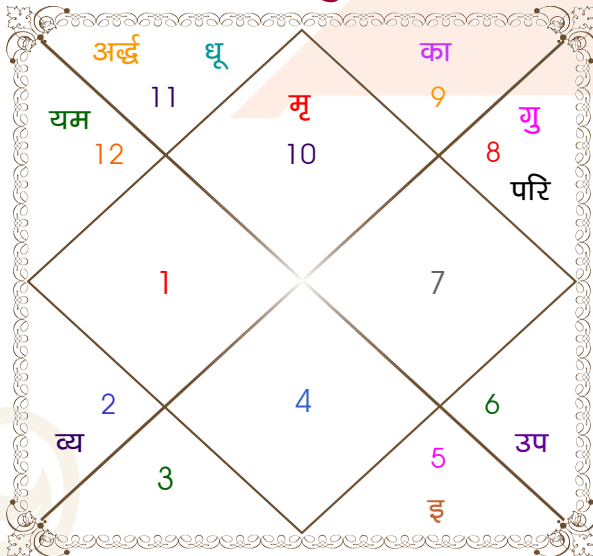 अर्द्ध धू का
11 मृ 9 गु
यम
12 10 8
परि
1 7
2 4 6
व्य उप
3 5
इ